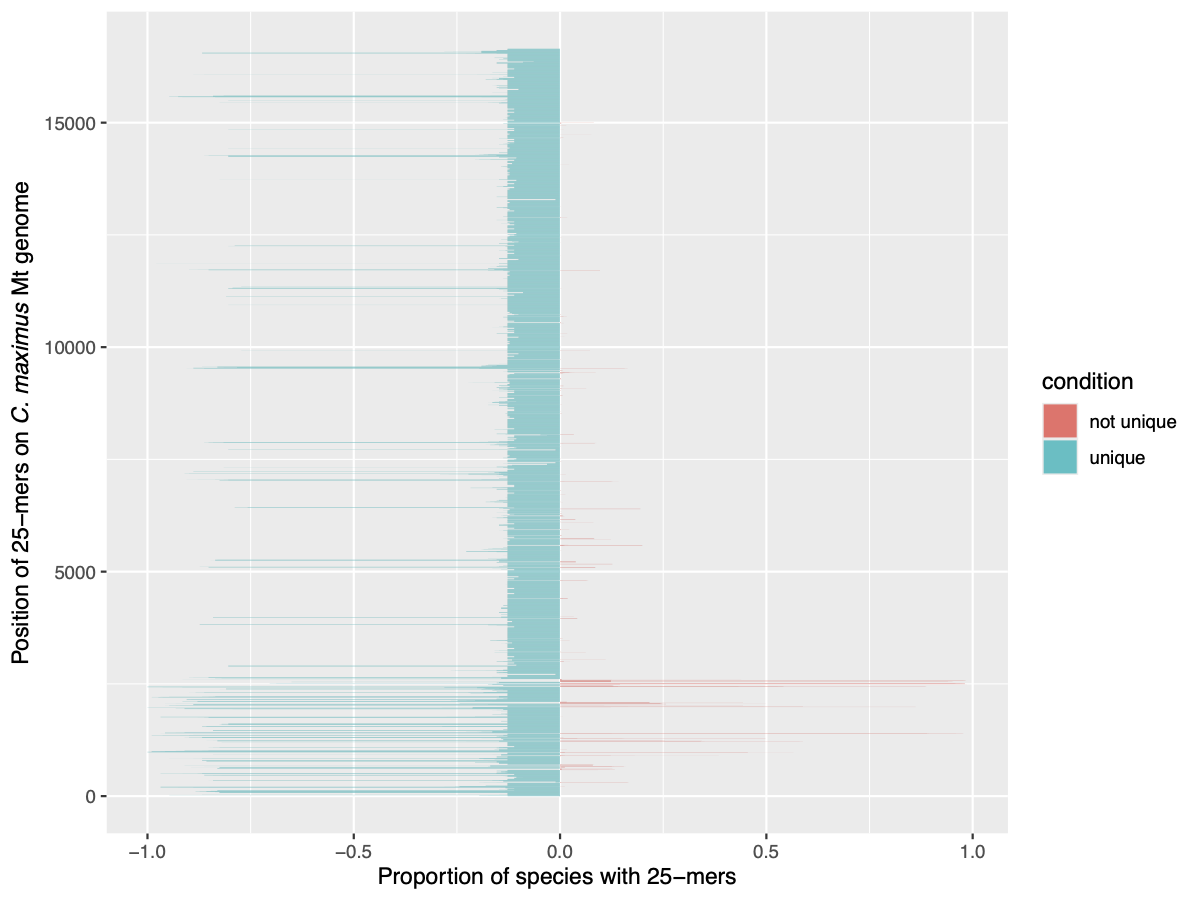 Position of 25−mers on C. maximus Mt genome
15000
10000
5000
0
−1.0
−0.5
0.0
0.5
1.0
Proportion of species with 25−mers
condition
not unique
unique